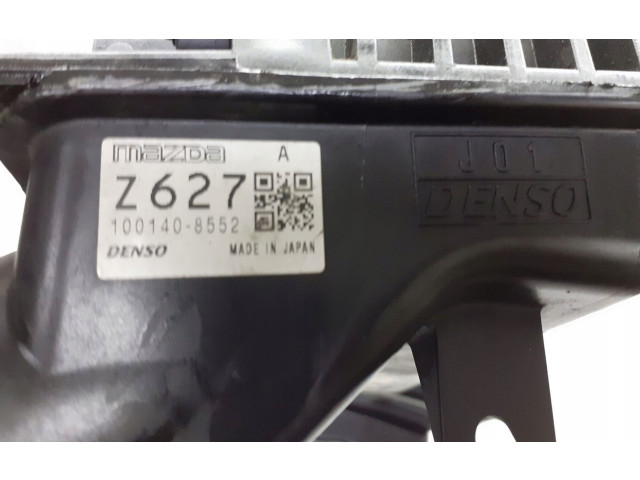 mazda A
Z627
100140-8552
DENSO MADE IN JAPAN
J01
DENSO